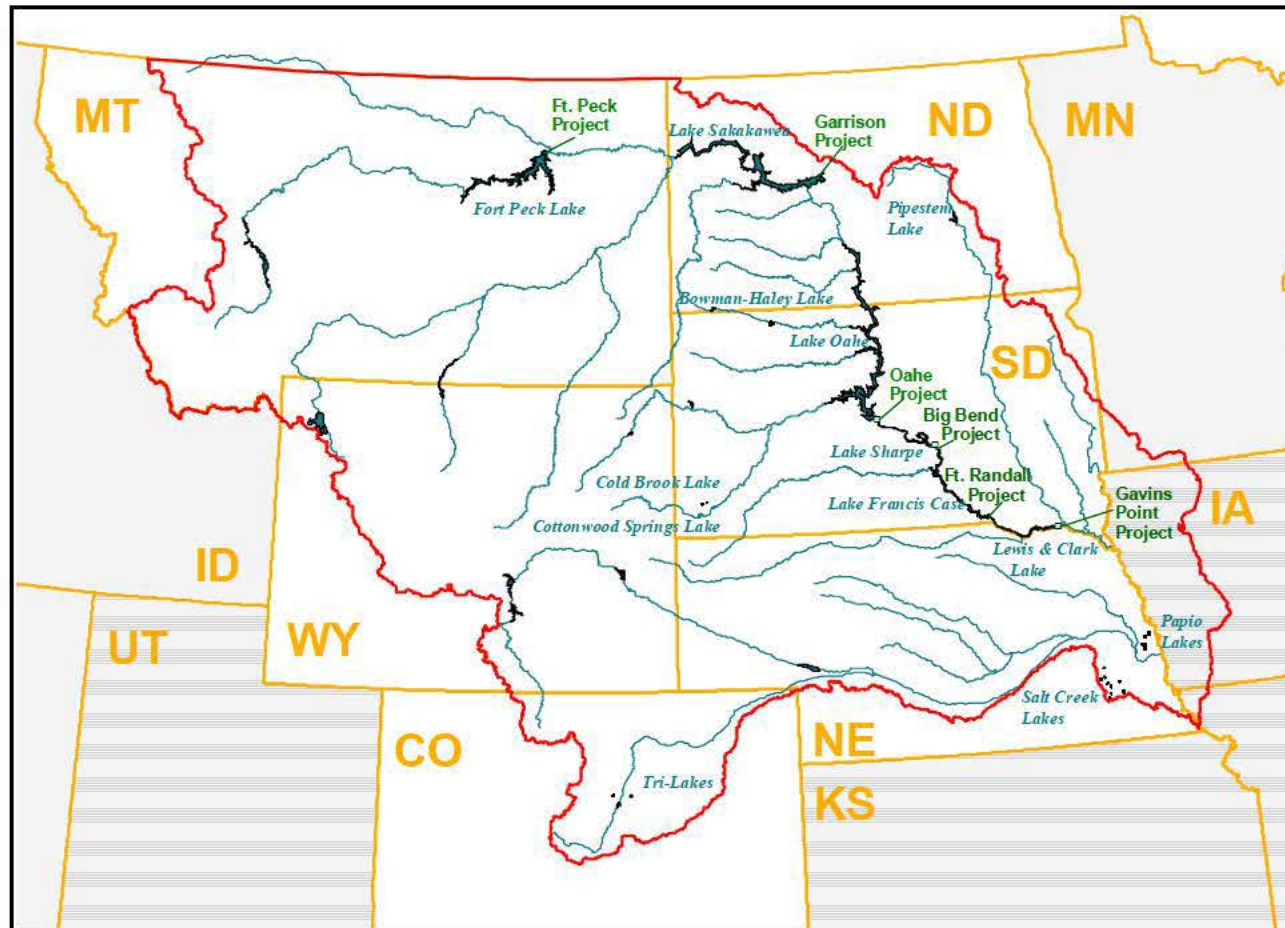 MT
Ft. Peck
Project
Lake Sakakawea
Garrison
Project
ND
MN
Fort Peck Lake
Pipestem
Lake
Bowman-Haley Lake
Lake Oahe
SD
Oahe
Project
Big Bend
Project
Lake Sharpe
Cold Brook Lake
Ft. Randall
Project
Lake Francis Case
Gavins
Point
Project
IA
Cottonwood Springs Lake
Lewis & Clark
Lake
ID
WY
UT
Papio
Lakes
Salt Creek
Lakes
CO
NE
Tri-Lakes
KS